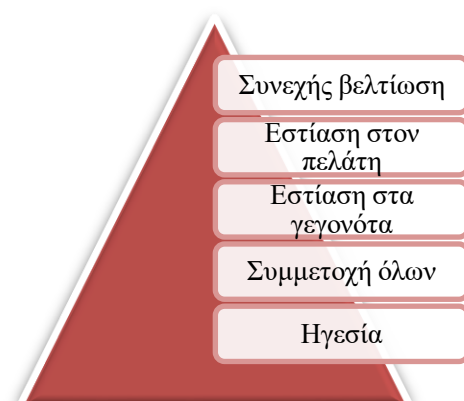 Συνεχής βελτίωση
Εστίαση στον
πελάτη
Εστίαση στα
γεγονότα
Συμμετοχή όλων
Ηγεσία